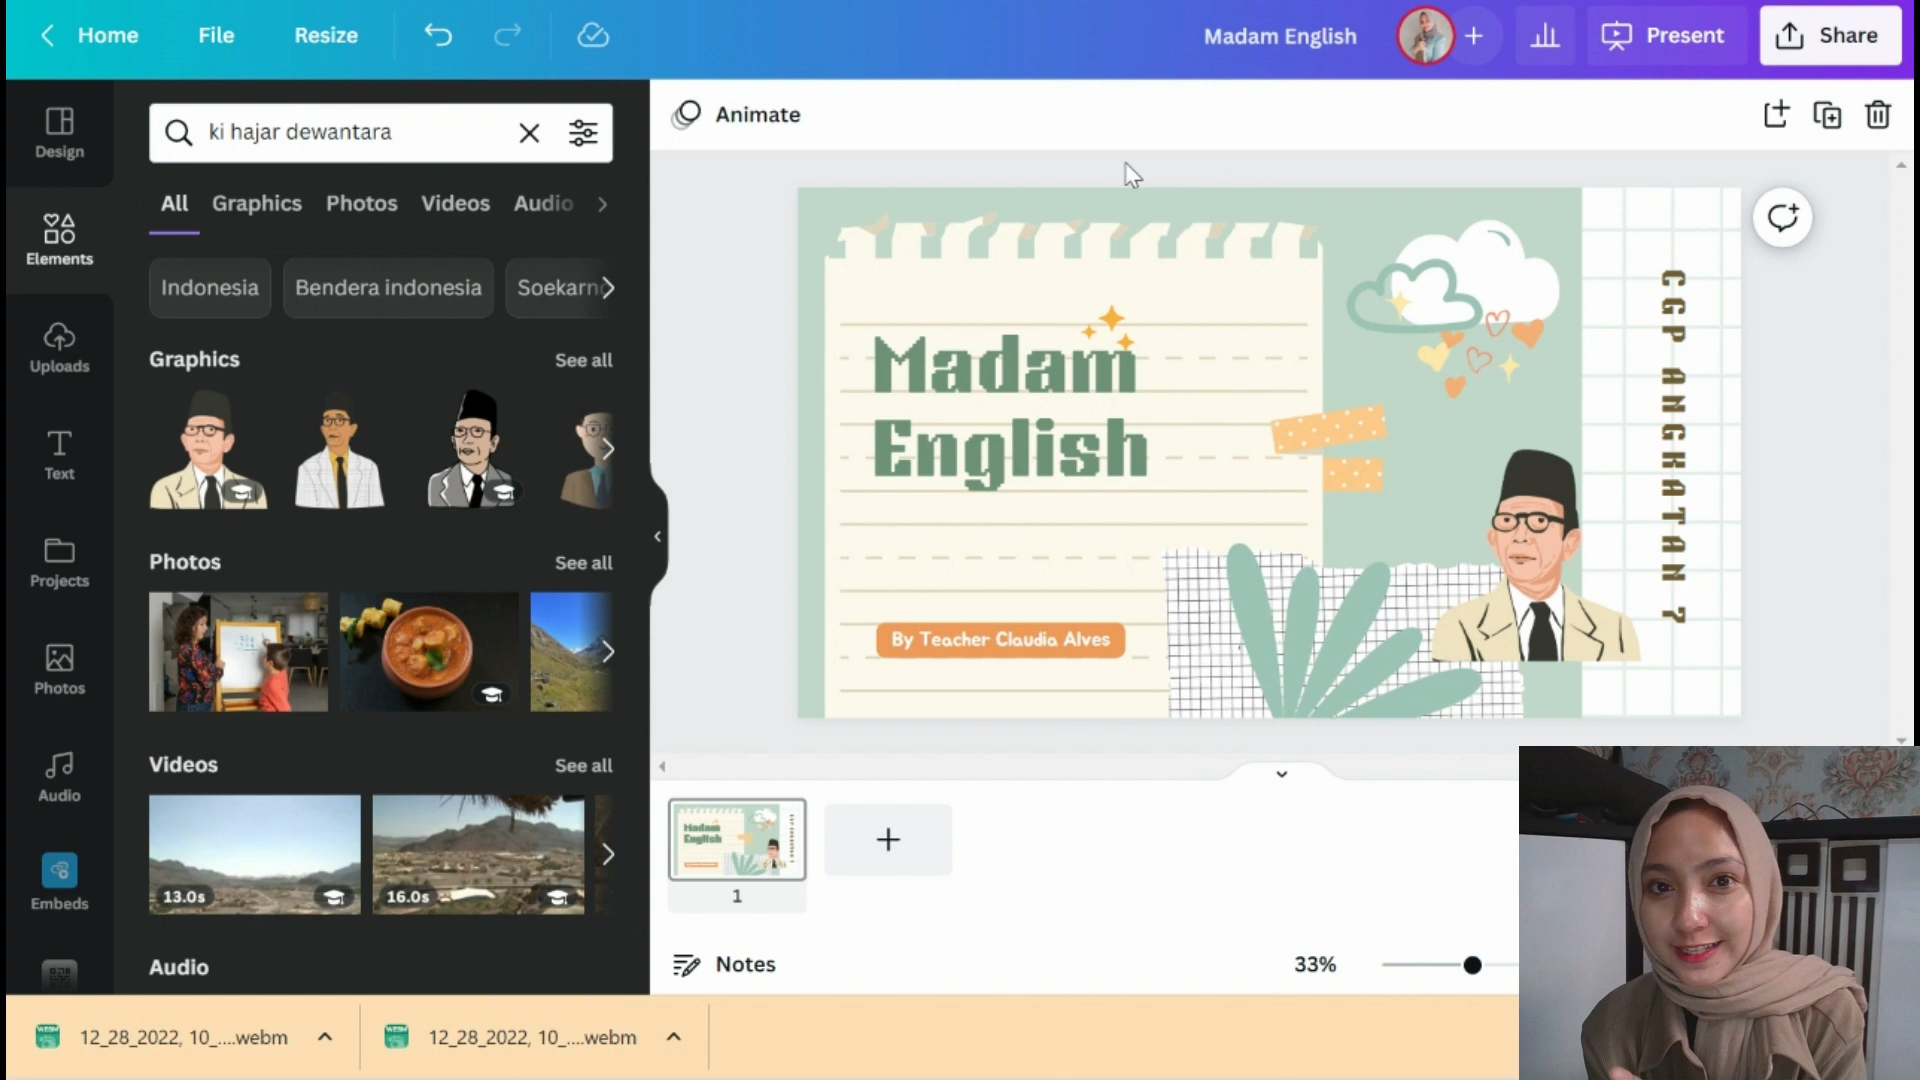 Home File Resize Madam English Present Share
Design
Elements
Uploads
Text
Projects
Photos
Audio
Embeds
ki hajar dewantara
All Graphics Photos Videos Audio
Indonesia Bendera indonesia Soekarno
Graphics See all
Photos See all
Videos See all
13.0s 16.0s
Audio
Animate
Madam
English
By Teacher Claudia Alves
CGP ANGKATAN 7
1
Notes 33%
12_28_2022, 10_....webm 12_28_2022, 10_....webm